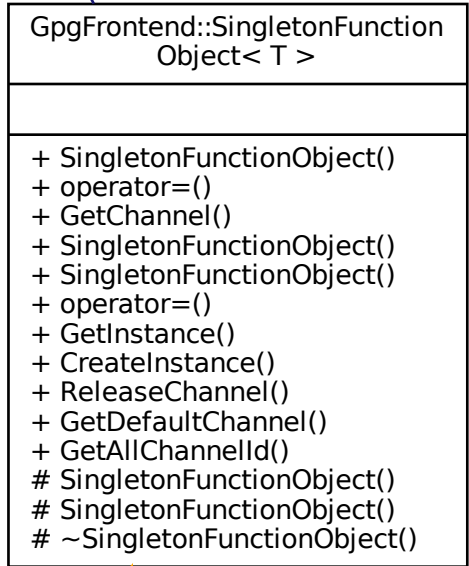 GpgFrontend::SingletonFunction
Object< T >
+ SingletonFunctionObject()
+ operator=()
+ GetChannel()
+ SingletonFunctionObject()
+ SingletonFunctionObject()
+ operator=()
+ GetInstance()
+ CreateInstance()
+ ReleaseChannel()
+ GetDefaultChannel()
+ GetAllChannelId()
# SingletonFunctionObject()
# SingletonFunctionObject()
# ~SingletonFunctionObject()